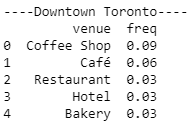 ----Downtown Toronto----
venue freq
0 Coffee Shop 0.09
1 Café 0.06
2 Restaurant 0.03
3 Hotel 0.03
4 Bakery 0.03